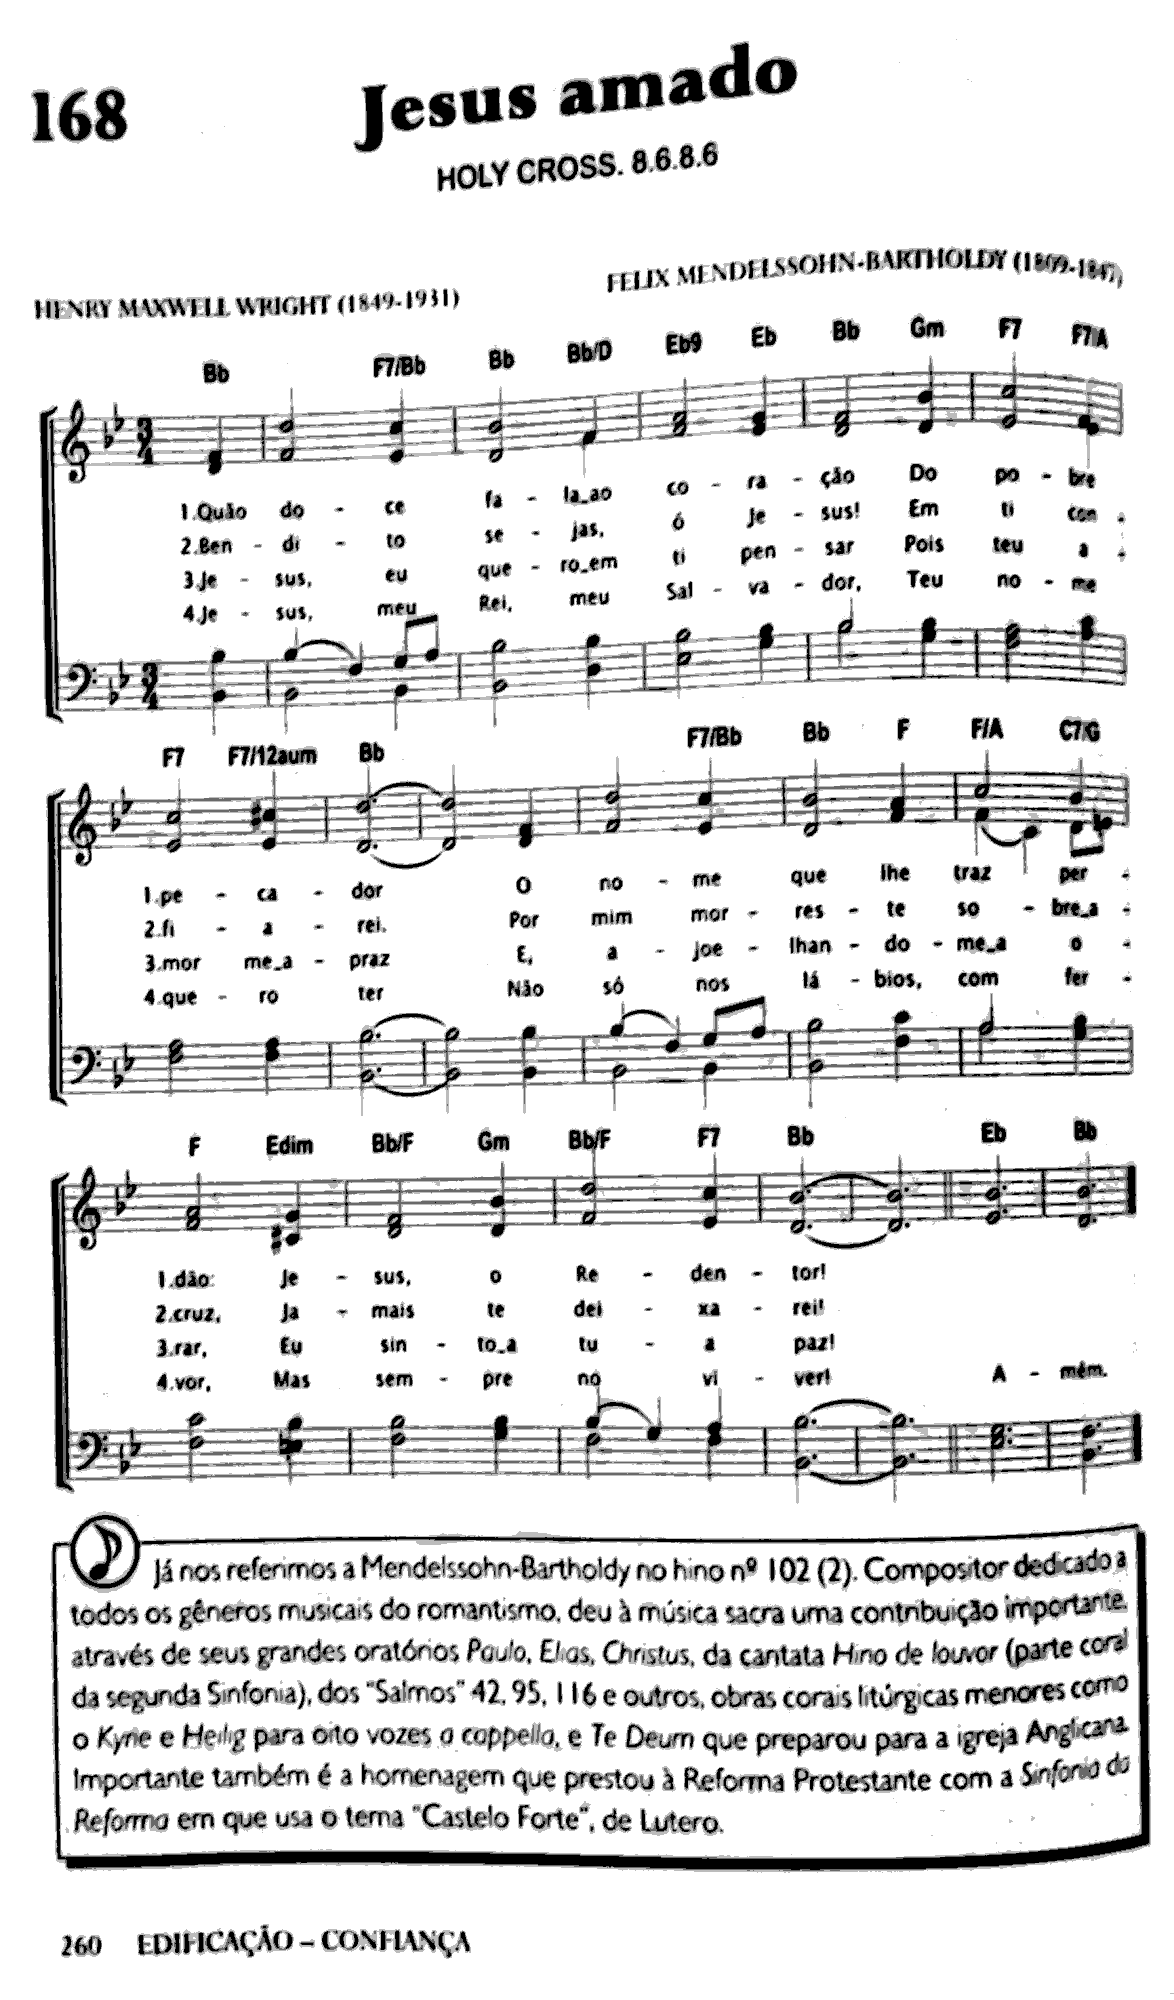 168
Jesus amado
HOLY CROSS. 8.6.8.6
HENRY MAXWELL WRIGHT (1849-1931)
FELIX MENDELSSOHN-BARTHOLDY (1809-1847)
Bb F7/Bb Bb Bb/D Eb9 Eb Bb Gm F7 F7/A
3 4
1.Quão do - ce fa - la_ao co - ra - ção Do po - bre
2.Ben - di - to se - jas, ó Je - sus! Em ti con -
3.Je - sus, eu que - ro_em ti pen - sar Pois teu a -
4.Je - sus, meu Rei, meu Sal - va - dor, Teu no - me
3 4
F7 F7/12aum Bb F7/Bb Bb F F/A C7/G
1.pe - ca - dor O no - me que lhe traz per -
2.fi - a - rei. Por mim mor - res - te so - bre_a -
3.mor me_a - praz E, a - joe - lhan - do - me_a o -
4.que - ro ter Não só nos lá - bios, com fer -
F Edim Bb/F Gm Bb/F F7 Bb Eb Bb
1.dão: Je - sus, o Re - den - tor!
2.cruz, Ja - mais te dei - xa - rei!
3.rar, Eu sin - to_a tu - a paz!
4.vor, Mas sem - pre no vi - ver! A - mém.
Já nos referimos a Mendelssohn-Bartholdy no hino nº 102 (2). Compositor dedicado a
todos os gêneros musicais do romantismo, deu à música sacra uma contribuição importante,
através de seus grandes oratórios Paulo, Elias, Christus, da cantata Hino de louvor (parte coral
da segunda Sinfonia), dos "Salmos" 42, 95, 116 e outros, obras corais litúrgicas menores como
o Kyrie e Heilig para oito vozes a cappella, e Te Deum que preparou para a igreja Anglicana.
Importante também é a homenagem que prestou à Reforma Protestante com a Sinfonia da
Reforma em que usa o tema "Castelo Forte", de Lutero.
260 EDIFICAÇÃO – CONFIANÇA